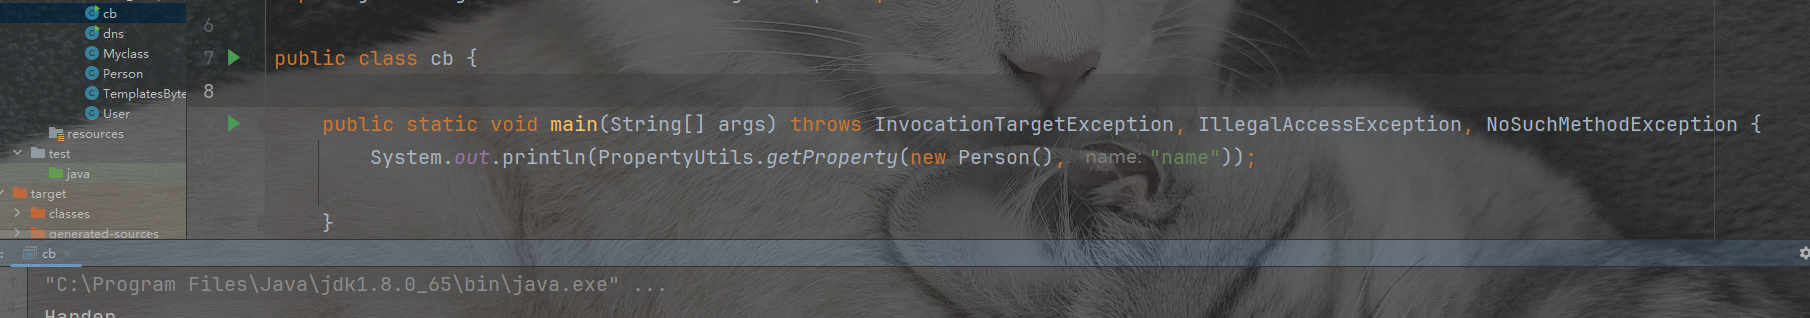 cb
dns
Myclass
Person
TemplatesByte
User
resources
test
java
target
classes
generated-sources
6
7 public class cb {
8
9 public static void main(String[] args) throws InvocationTargetException, IllegalAccessException, NoSuchMethodException {
10 System.out.println(PropertyUtils.getProperty(new Person(), name: "name"));
}
cb
"C:\Program Files\Java\jdk1.8.0_65\bin\java.exe" ...